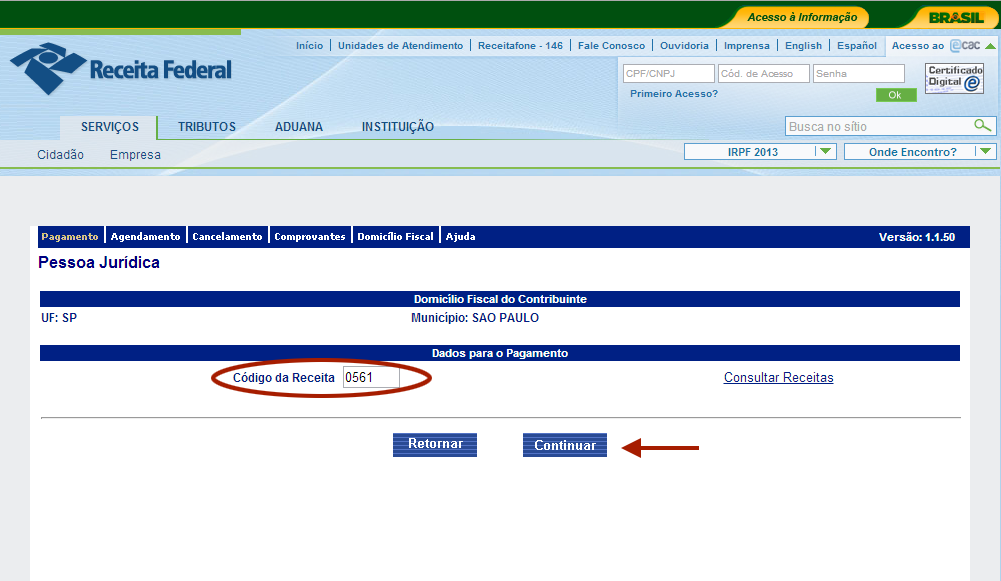 Acesso à Informação BRASIL
Início Unidades de Atendimento Receitafone - 146 Fale Conosco Ouvidoria Imprensa English Español Acesso ao eCAC
Receita Federal
CPF/CNPJ Cód. de Acesso Senha
Certificado
Digital e
Primeiro Acesso? Ok
SERVIÇOS TRIBUTOS ADUANA INSTITUIÇÃO
Busca no sítio
Cidadão Empresa
IRPF 2013 Onde Encontro?
Pagamento Agendamento Cancelamento Comprovantes Domicílio Fiscal Ajuda Versão: 1.1.50
Pessoa Jurídica
Domicílio Fiscal do Contribuinte
UF: SP Município: SAO PAULO
Dados para o Pagamento
Código da Receita 0561 Consultar Receitas
Retornar Continuar